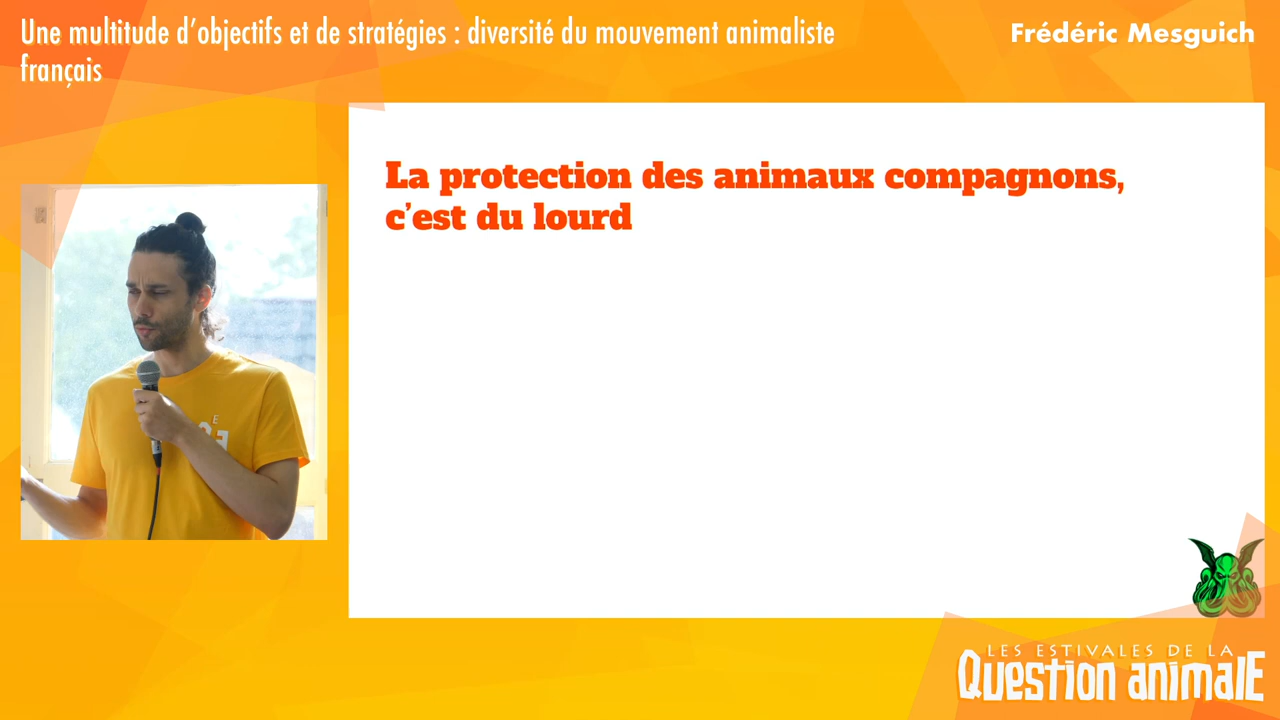 Une multitude d'objectifs et de stratégies : diversité du mouvement animaliste
français
Frédéric Mesguich
La protection des animaux compagnons,
c'est du lourd
LES ESTIVALES DE LA
QUESTION ANIMALE